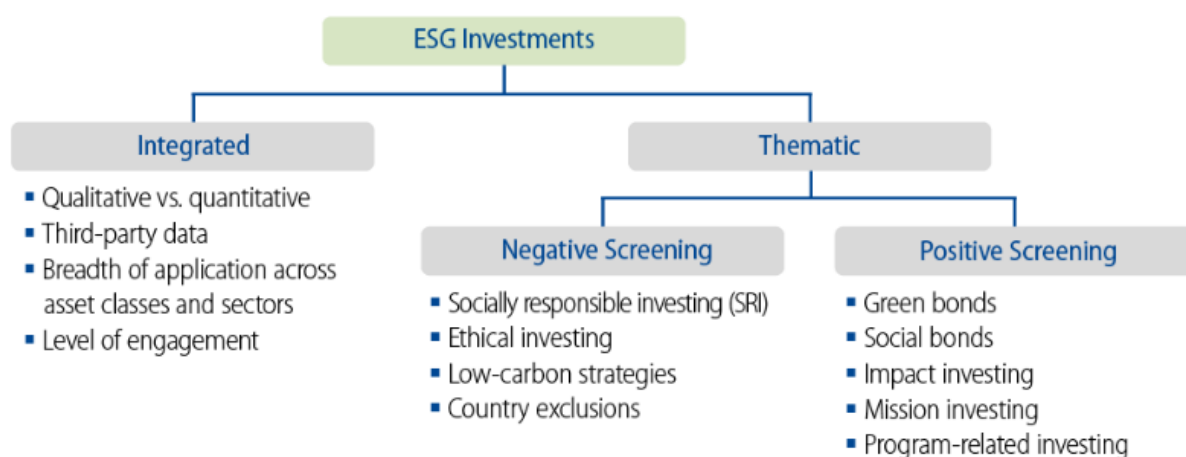 ESG Investments
Integrated
▪ Qualitative vs. quantitative
▪ Third-party data
▪ Breadth of application across
asset classes and sectors
▪ Level of engagement
Thematic
Negative Screening
▪ Socially responsible investing (SRI)
▪ Ethical investing
▪ Low-carbon strategies
▪ Country exclusions
Positive Screening
▪ Green bonds
▪ Social bonds
▪ Impact investing
▪ Mission investing
▪ Program-related investing